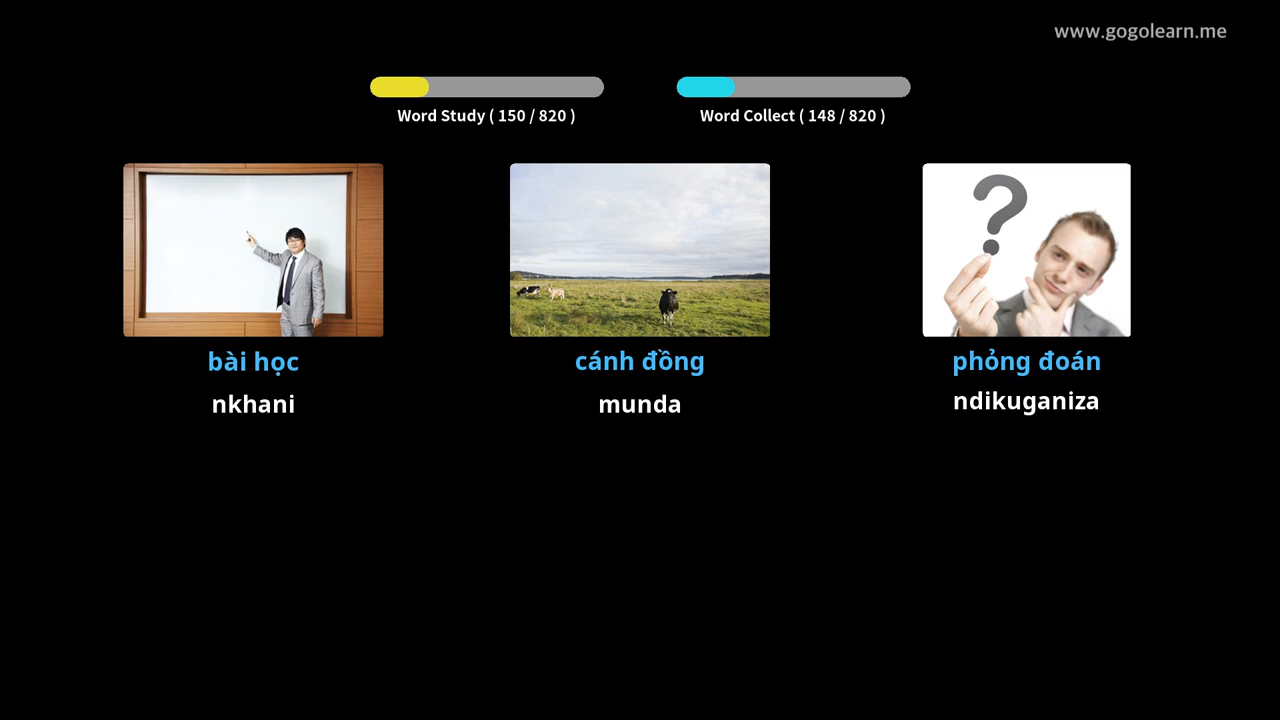 www.gogolearn.me
Word Study ( 150 / 820 )
Word Collect ( 148 / 820 )
bài học
cánh đồng
phỏng đoán
nkhani
munda
ndikuganiza